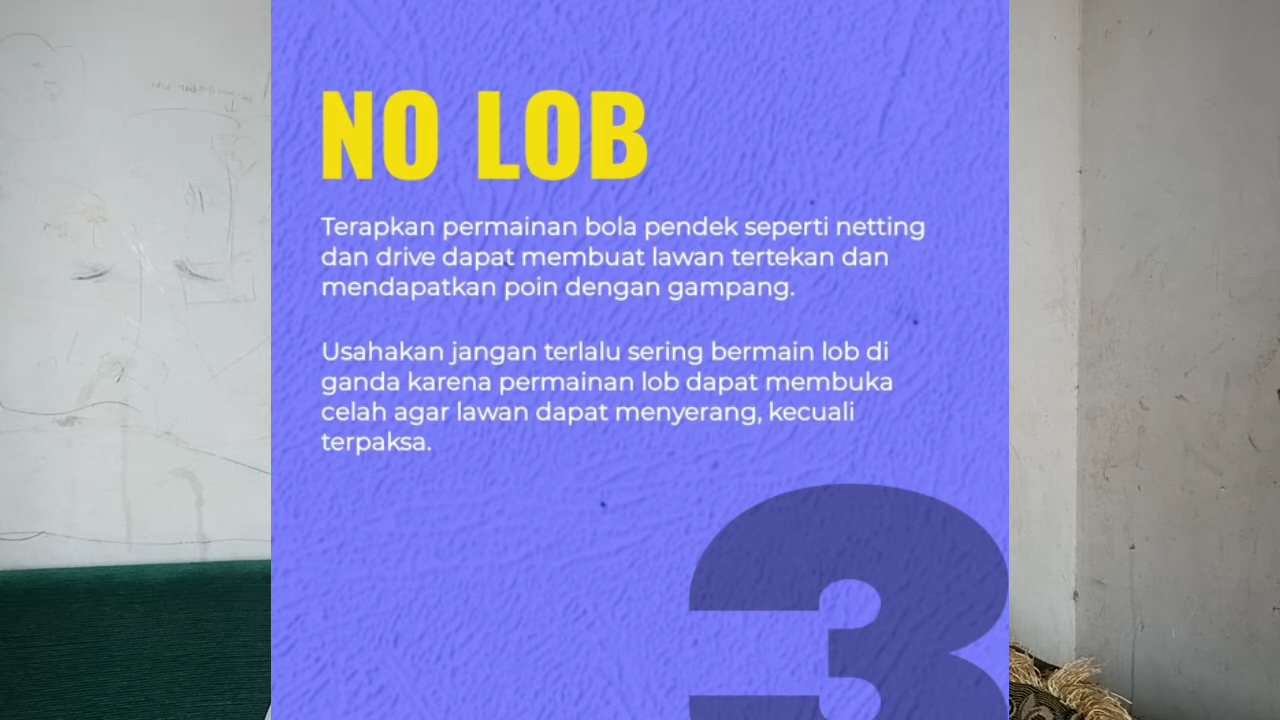 NO LOB
Terapkan permainan bola pendek seperti netting
dan drive dapat membuat lawan tertekan dan
mendapatkan poin dengan gampang.
Usahakan jangan terlalu sering bermain lob di
ganda karena permainan lob dapat membuka
celah agar lawan dapat menyerang, kecuali
terpaksa.
3